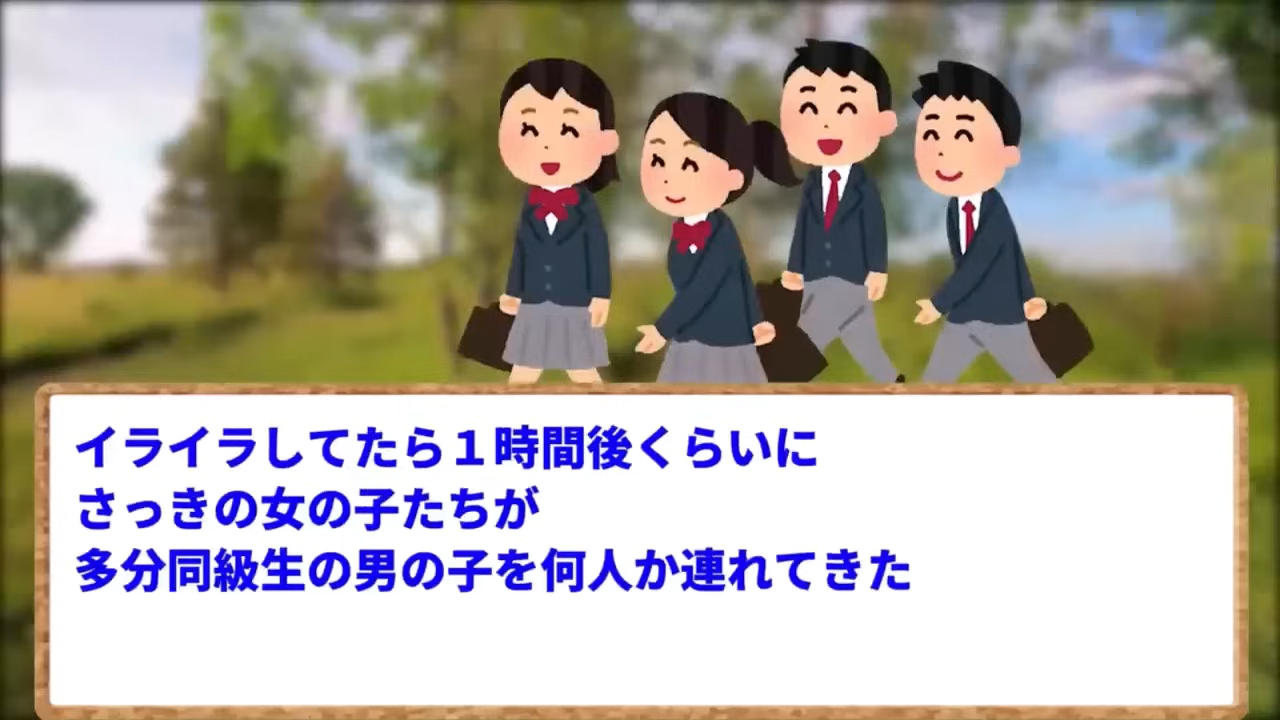 イライラしてたら１時間後くらいに
さっきの女の子たちが
多分同級生の男の子を何人か連れてきた